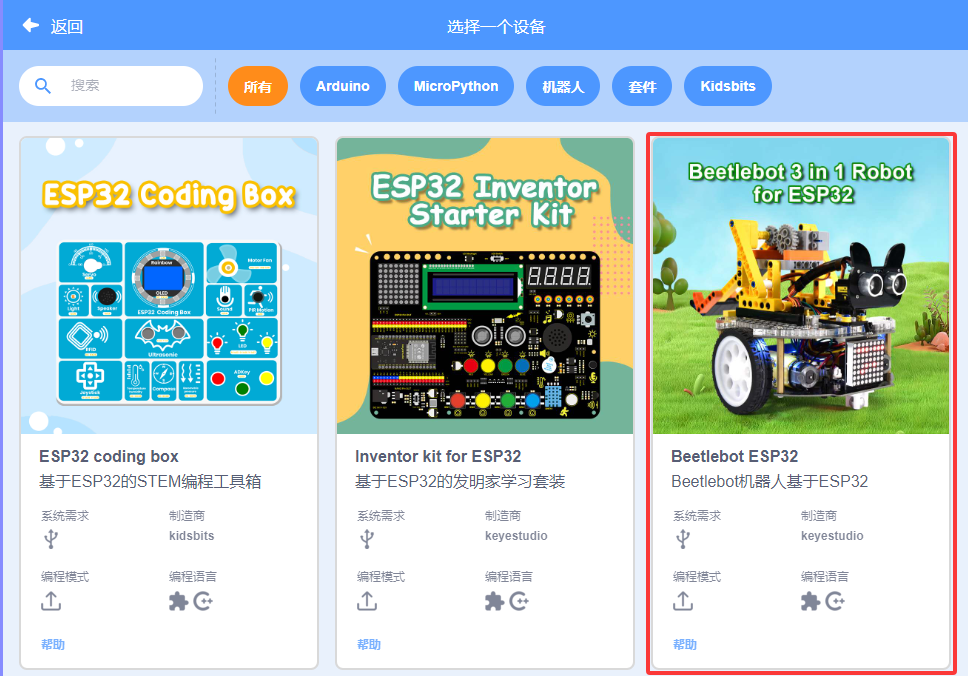 返回
选择一个设备
搜索
所有
Arduino
MicroPython
机器人
套件
Kidsbits
ESP32 Coding Box
Rainbow
OLED
ESP32 Coding Box
Motor Fan
Light
Speaker
Sound
PIR Motion
RFID
Ultrasonic
LED
Joystick
Compass
ADKey
ESP32 coding box
基于ESP32的STEM编程工具箱
系统需求
制造商
kidsbits
编程模式
编程语言
帮助
ESP32 Inventor
Starter Kit
8.8.8.8.
Inventor kit for ESP32
基于ESP32的发明家学习套装
系统需求
制造商
keyestudio
编程模式
编程语言
帮助
Beetlebot 3 in 1 Robot
for ESP32
Beetlebot ESP32
Beetlebot机器人基于ESP32
系统需求
制造商
keyestudio
编程模式
编程语言
帮助